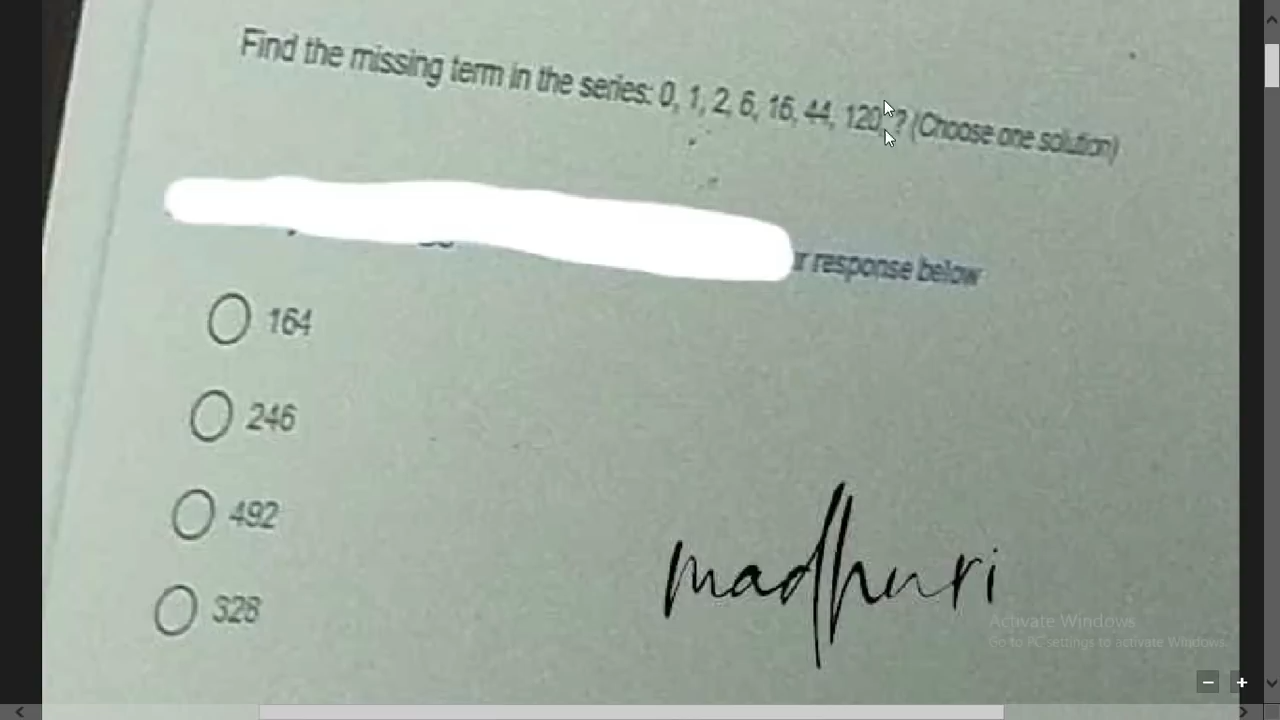 Find the missing term in the series: 0, 1, 2, 6, 16, 44, 120, ? (Choose one solution)
r response below
164
246
492
328
madhuri
Activate Windows
Go to PC settings to activate Windows.